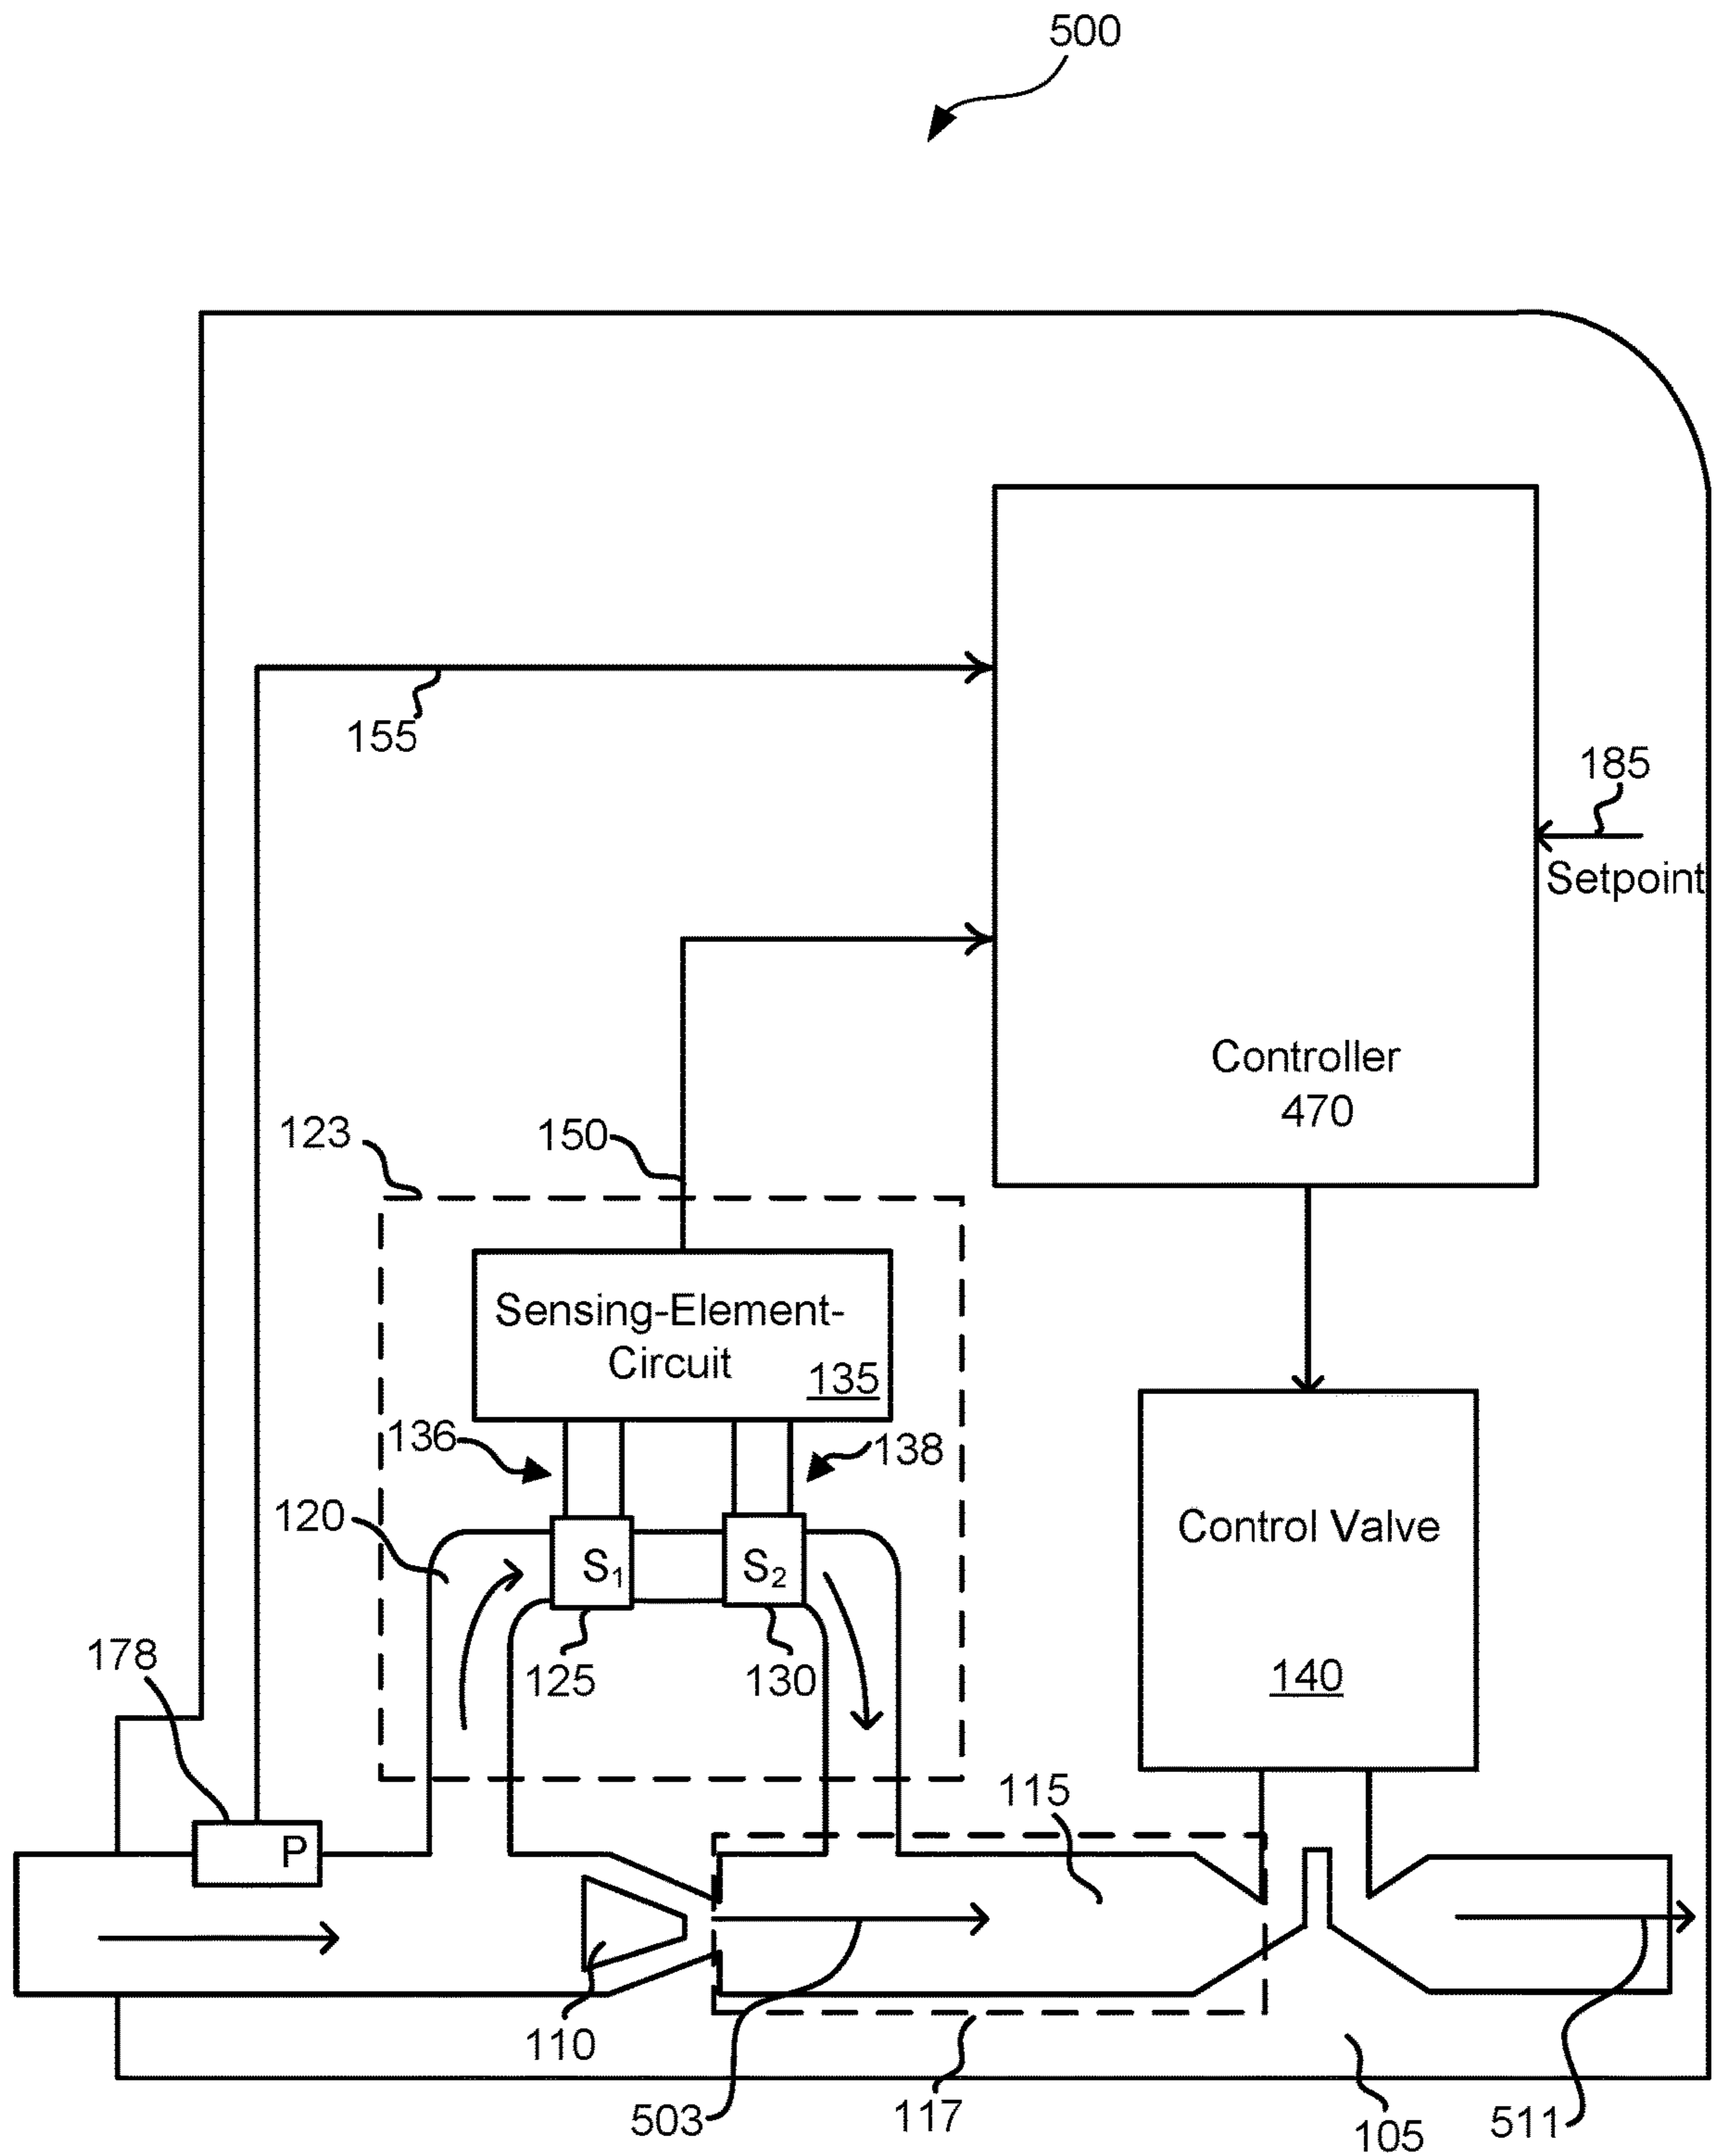 500
155
185
Setpoint
Controller
470
123
150
Sensing-Element-
Circuit
135
136
138
120
Control Valve
S1
S2
178
125
130
140
115
P
110
503
117
105
511